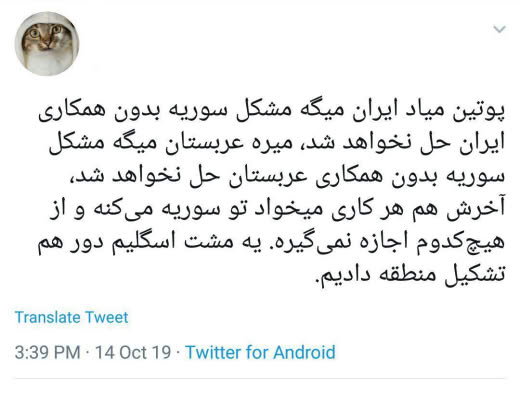 پوتین میاد ایران میگه مشکل سوریه بدون همکاری
ایران حل نخواهد شد، میره عربستان میگه مشکل
سوریه بدون همکاری عربستان حل نخواهد شد،
آخرش هم هر کاری میخواد تو سوریه می‌کنه و از
هیچ‌کدوم اجازه نمی‌گیره. یه مشت اسگلیم دور هم
تشکیل منطقه دادیم.
Translate Tweet
3:39 PM · 14 Oct 19 · Twitter for Android